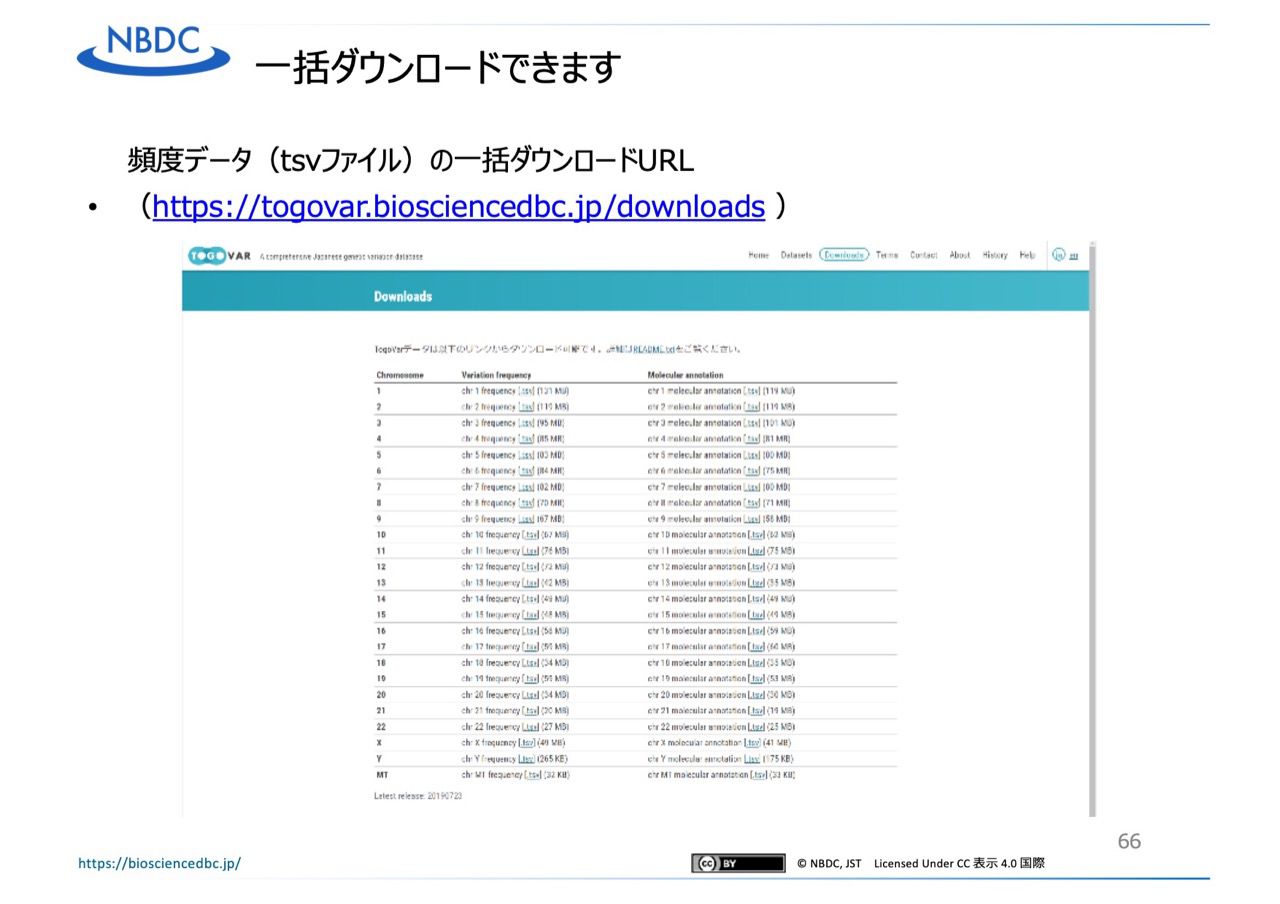 NBDC
一括ダウンロードできます
頻度データ（tsvファイル）の一括ダウンロードURL
• （https://togovar.biosciencedbc.jp/downloads ）
TOGOVAR A comprehensive Japanese genetic variation database
Home Datasets Downloads Terms Contact About History Help ja en
Downloads
TogoVarデータは以下のリンクからダウンロード可能です。詳細はREADME.txtをご覧ください。
Chromosome Variation frequency Molecular annotation
1 chr 1 frequency [.tsv] chr 1 molecular annotation [.tsv] (119 MB)
2 chr 2 frequency [.tsv] (119 MB) chr 2 molecular annotation [.tsv] (119 MB)
3 chr 3 frequency [.tsv] (95 MB) chr 3 molecular annotation [.tsv] (101 MB)
4 chr 4 frequency [.tsv] (85 MB) chr 4 molecular annotation [.tsv] (81 MB)
5 chr 5 frequency [.tsv] chr 5 molecular annotation [.tsv]
6 chr 6 frequency [.tsv] (84 MB) chr 6 molecular annotation [.tsv] (75 MB)
7 chr 7 frequency [.tsv] chr 7 molecular annotation [.tsv]
8 chr 8 frequency [.tsv] (70 MB) chr 8 molecular annotation [.tsv] (71 MB)
9 chr 9 frequency [.tsv] (67 MB) chr 9 molecular annotation [.tsv]
10 chr 10 frequency [.tsv] (67 MB) chr 10 molecular annotation [.tsv] (62 MB)
11 chr 11 frequency [.tsv] (76 MB) chr 11 molecular annotation [.tsv] (75 MB)
12 chr 12 frequency [.tsv] (72 MB) chr 12 molecular annotation [.tsv] (73 MB)
13 chr 13 frequency [.tsv] (42 MB) chr 13 molecular annotation [.tsv] (35 MB)
14 chr 14 frequency [.tsv] (49 MB) chr 14 molecular annotation [.tsv] (49 MB)
15 chr 15 frequency [.tsv] (48 MB) chr 15 molecular annotation [.tsv] (49 MB)
16 chr 16 frequency [.tsv] (58 MB) chr 16 molecular annotation [.tsv] (59 MB)
17 chr 17 frequency [.tsv] (59 MB) chr 17 molecular annotation [.tsv] (60 MB)
18 chr 18 frequency [.tsv] (34 MB) chr 18 molecular annotation [.tsv]
19 chr 19 frequency [.tsv] (59 MB) chr 19 molecular annotation [.tsv] (53 MB)
20 chr 20 frequency [.tsv] (34 MB) chr 20 molecular annotation [.tsv] (30 MB)
21 chr 21 frequency [.tsv] (20 MB) chr 21 molecular annotation [.tsv] (19 MB)
22 chr 22 frequency [.tsv] (27 MB) chr 22 molecular annotation [.tsv] (25 MB)
X chr X frequency [.tsv] (49 MB) chr X molecular annotation [.tsv] (41 MB)
Y chr Y frequency [.tsv] (265 KB) chr Y molecular annotation [.tsv] (175 KB)
MT chr MT frequency [.tsv] (32 KB) chr MT molecular annotation [.tsv] (33 KB)
Latest release: 20190723
66
https://biosciencedbc.jp/
cc BY © NBDC, JST Licensed Under CC 表示 4.0 国際